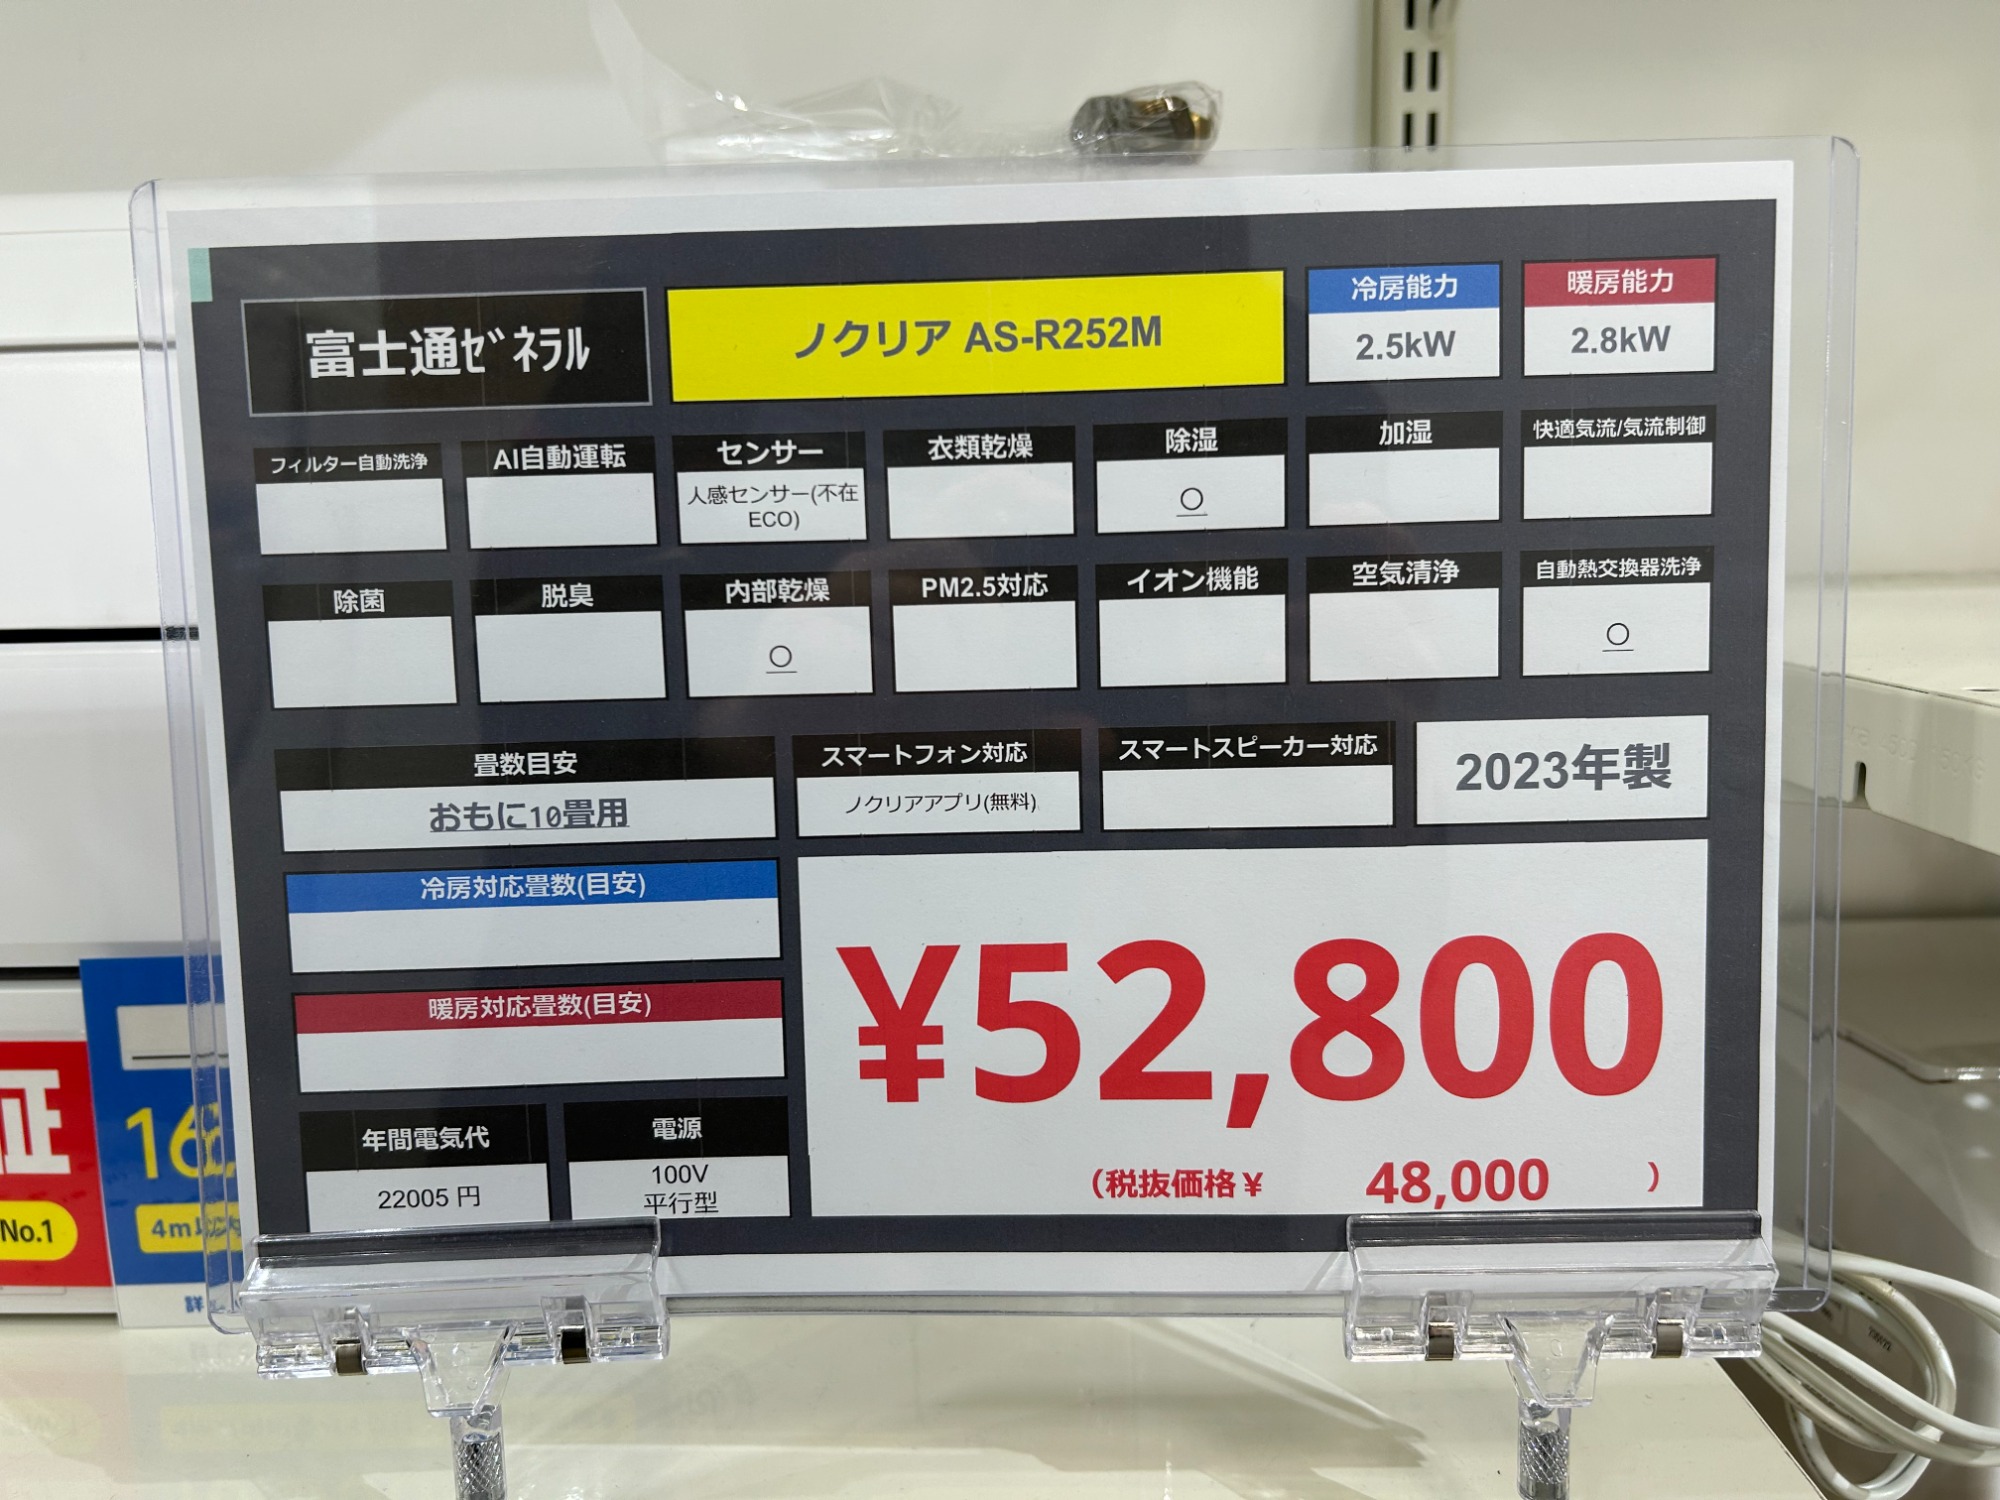 富士通ｾﾞﾈﾗﾙ
ノクリア AS-R252M
冷房能力
2.5kW
暖房能力
2.8kW
フィルター自動洗浄
AI自動運転
センサー
人感センサー(不在
ECO)
衣類乾燥
除湿
○
加湿
快適気流/気流制御
除菌
脱臭
内部乾燥
○
PM2.5対応
イオン機能
空気清浄
自動熱交換器洗浄
○
畳数目安
おもに10畳用
スマートフォン対応
ノクリアアプリ(無料)
スマートスピーカー対応
2023年製
冷房対応畳数(目安)
暖房対応畳数(目安)
年間電気代
22005 円
電源
100V
平行型
¥52,800
（税抜価格¥ 48,000 ）
証
No.1
16
4m
詳